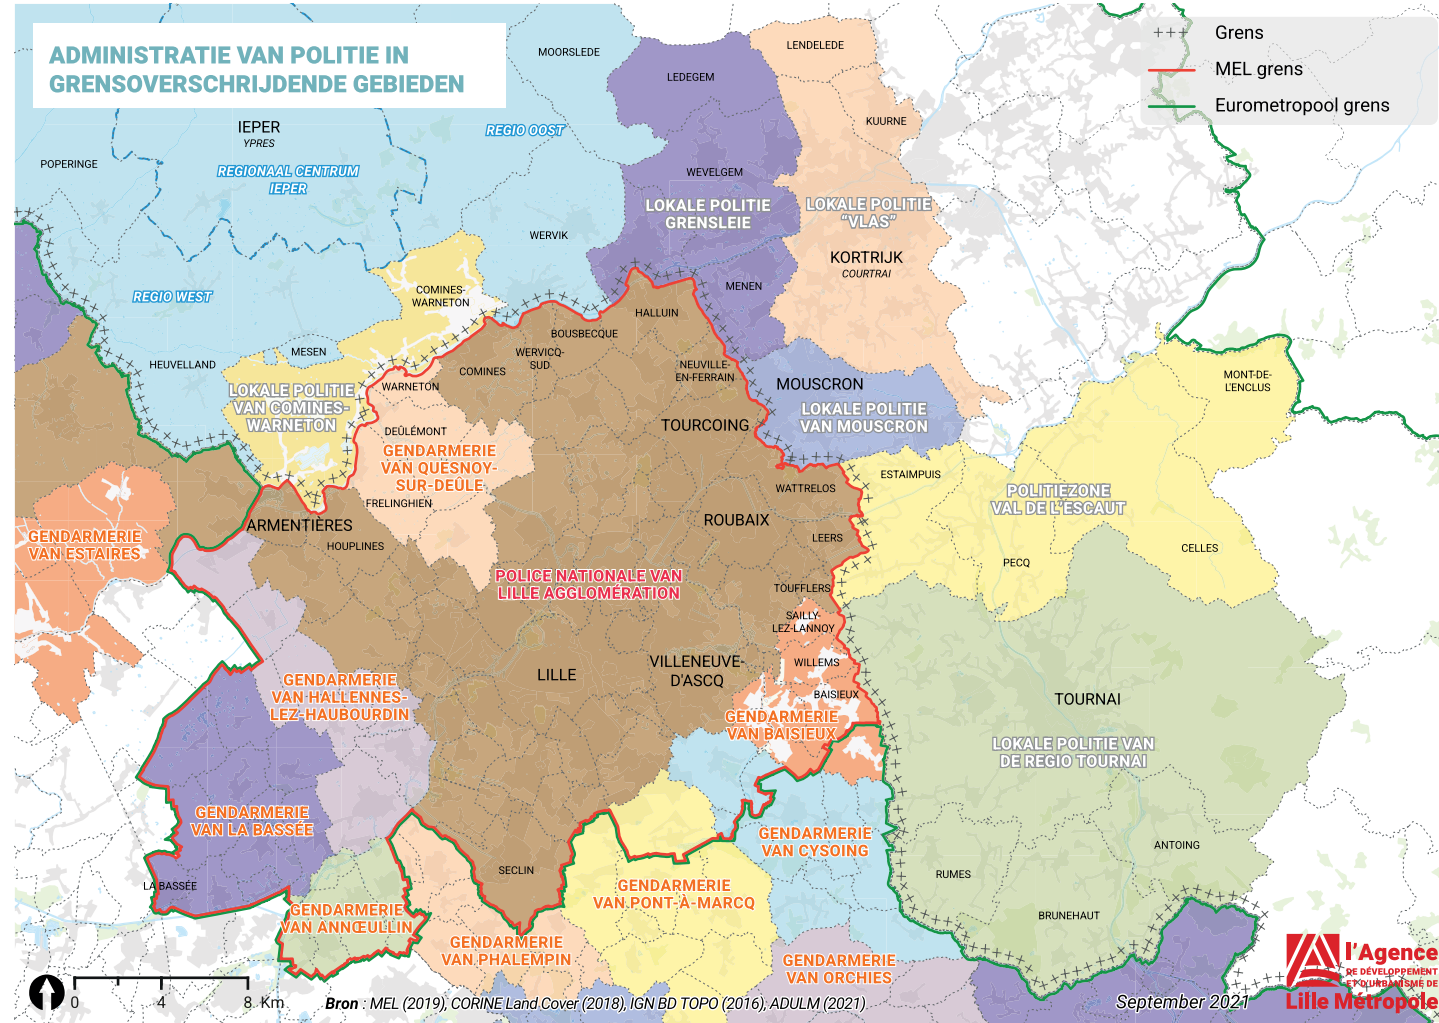 ADMINISTRATIE VAN POLITIE IN
GRENSOVERSCHRIJDENDE GEBIEDEN
Grens
MEL grens
Eurometropool grens
MOORSLEDE
LEDEGEM
LENDELEDE
KUURNE
IEPER
YPRES
POPERINGE
REGIO OOST
REGIONAAL CENTRUM
IEPER
WEVELGEM
LOKALE POLITIE
GRENSLEIE
LOKALE POLITIE
“VLAS”
WERVIK
KORTRIJK
COURTRAI
REGIO WEST
COMINES-
WARNETON
MENEN
HALLUIN
BOUSBECQUE
MESEN
HEUVELLAND
WERVICQ-
SUD
COMINES
NEUVILLE-
EN-FERRAIN
WARNETON
MOUSCRON
MONT-DE-
L'ENCLUS
LOKALE POLITIE
VAN COMINES-
WARNETON
LOKALE POLITIE
VAN MOUSCRON
TOURCOING
DEÛLÉMONT
GENDARMERIE
VAN QUESNOY-
SUR-DEÛLE
FRELINGHIEN
ESTAIMPUIS
WATTRELOS
POLITIEZONE
VAL DE L'ESCAUT
ARMENTIÈRES
HOUPLINES
ROUBAIX
LEERS
GENDARMERIE
VAN ESTAIRES
CELLES
PECQ
POLICE NATIONALE VAN
LILLE AGGLOMÉRATION
TOUFFLERS
SAILLY-
LEZ-LANNOY
LILLE
VILLENEUVE-
D'ASCQ
WILLEMS
BAISIEUX
GENDARMERIE
VAN HALLENNES-
LEZ-HAUBOURDIN
GENDARMERIE
VAN BAISIEUX
TOURNAI
LOKALE POLITIE VAN
DE REGIO TOURNAI
GENDARMERIE
VAN LA BASSÉE
GENDARMERIE
VAN CYSOING
ANTOING
LA BASSÉE
SECLIN
RUMES
GENDARMERIE
VAN PONT-À-MARCQ
GENDARMERIE
VAN ANNŒULLIN
BRUNEHAUT
GENDARMERIE
VAN PHALEMPIN
GENDARMERIE
VAN ORCHIES
l'Agence
DE DÉVELOPPEMENT
ET D'URBANISME DE
Lille Métropole
0 4 8 Km
Bron : MEL (2019), CORINE Land Cover (2018), IGN BD TOPO (2016), ADULM (2021)
September 2021